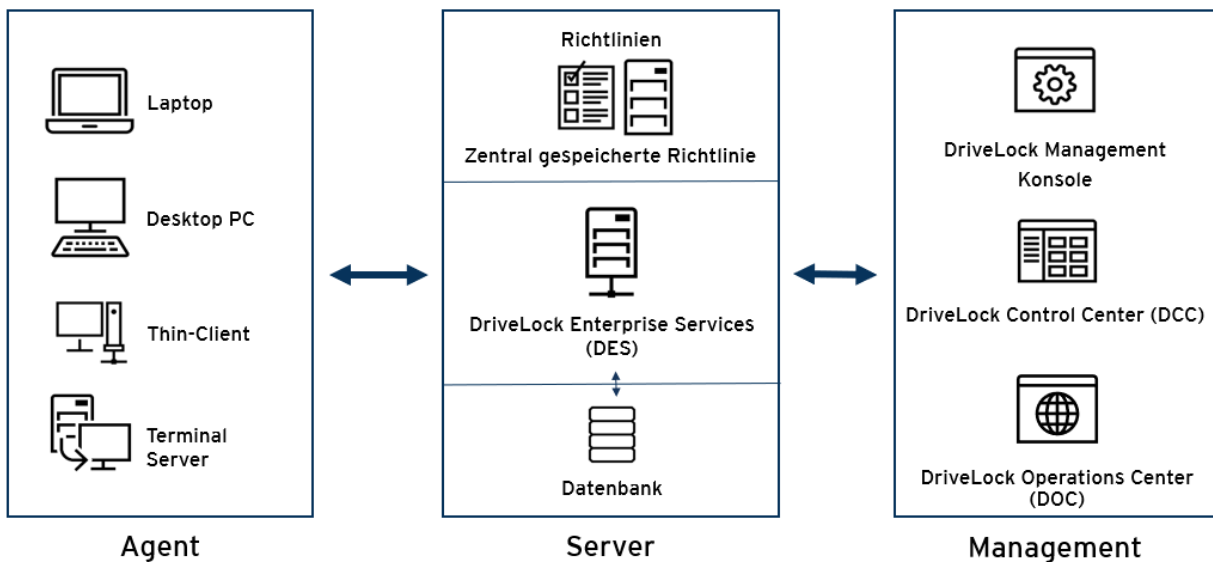 Laptop
Desktop PC
Thin-Client
Terminal
Server
Agent
Richtlinien
Zentral gespeicherte Richtlinie
DriveLock Enterprise Services
(DES)
Datenbank
Server
DriveLock Management
Konsole
DriveLock Control Center (DCC)
DriveLock Operations Center
(DOC)
Management